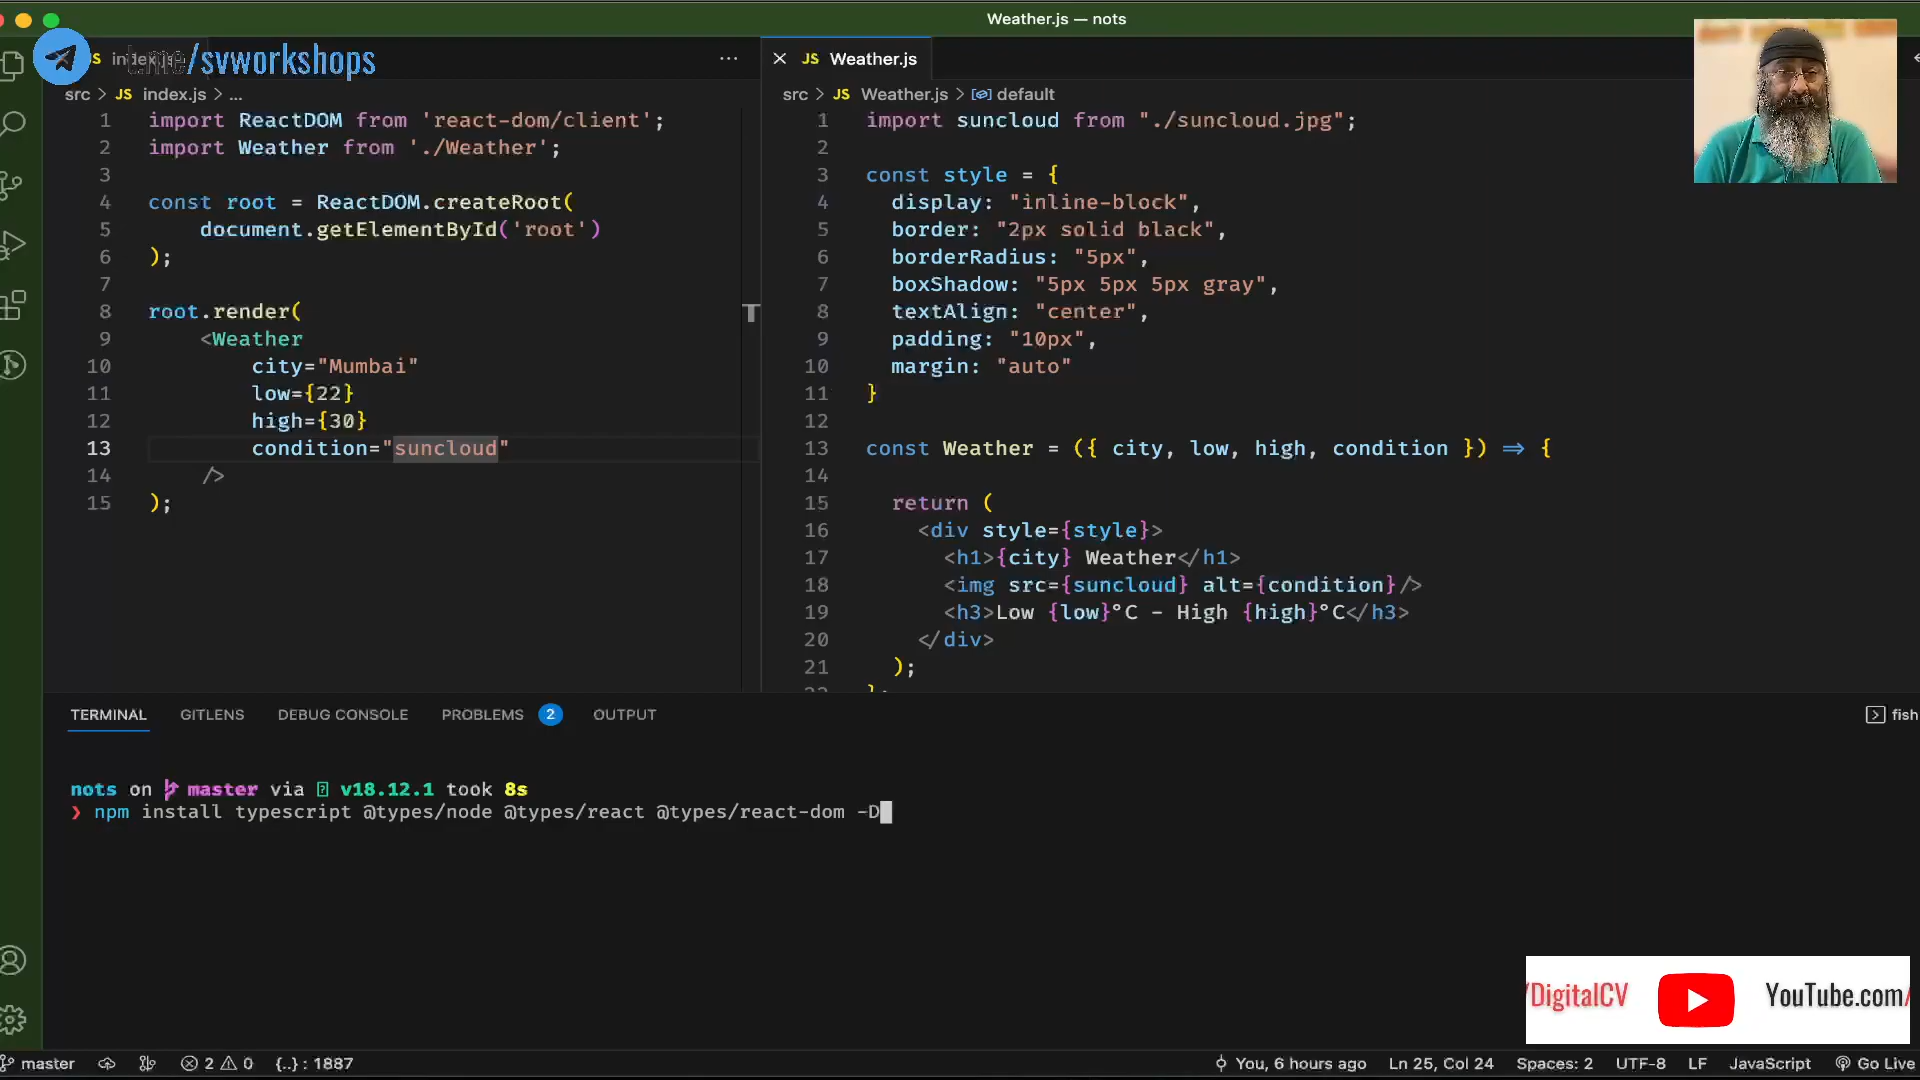 Weather.js — nots
t.me/svworkshops
JS index.js
···
JS Weather.js
src > JS index.js > ...
src > JS Weather.js > default
1 import ReactDOM from 'react-dom/client';
2 import Weather from './Weather';
3
4 const root = ReactDOM.createRoot(
5 document.getElementById('root')
6 );
7
8 root.render(
9 <Weather
10 city="Mumbai"
11 low={22}
12 high={30}
13 condition="suncloud"
14 />
15 );
1 import suncloud from "./suncloud.jpg";
2
3 const style = {
4 display: "inline-block",
5 border: "2px solid black",
6 borderRadius: "5px",
7 boxShadow: "5px 5px 5px gray",
8 textAlign: "center",
9 padding: "10px",
10 margin: "auto"
11 }
12
13 const Weather = ({ city, low, high, condition }) => {
14
15 return (
16 <div style={style}>
17 <h1>{city} Weather</h1>
18 <img src={suncloud} alt={condition}/>
19 <h3>Low {low}°C - High {high}°C</h3>
20 </div>
21 );
TERMINAL GITLENS DEBUG CONSOLE PROBLEMS 2 OUTPUT
fish
nots on master via v18.12.1 took 8s
❯ npm install typescript @types/node @types/react @types/react-dom -D
/DigitalCV YouTube.com/
master 2 0 {..} : 1887
You, 6 hours ago Ln 25, Col 24 Spaces: 2 UTF-8 LF JavaScript Go Live